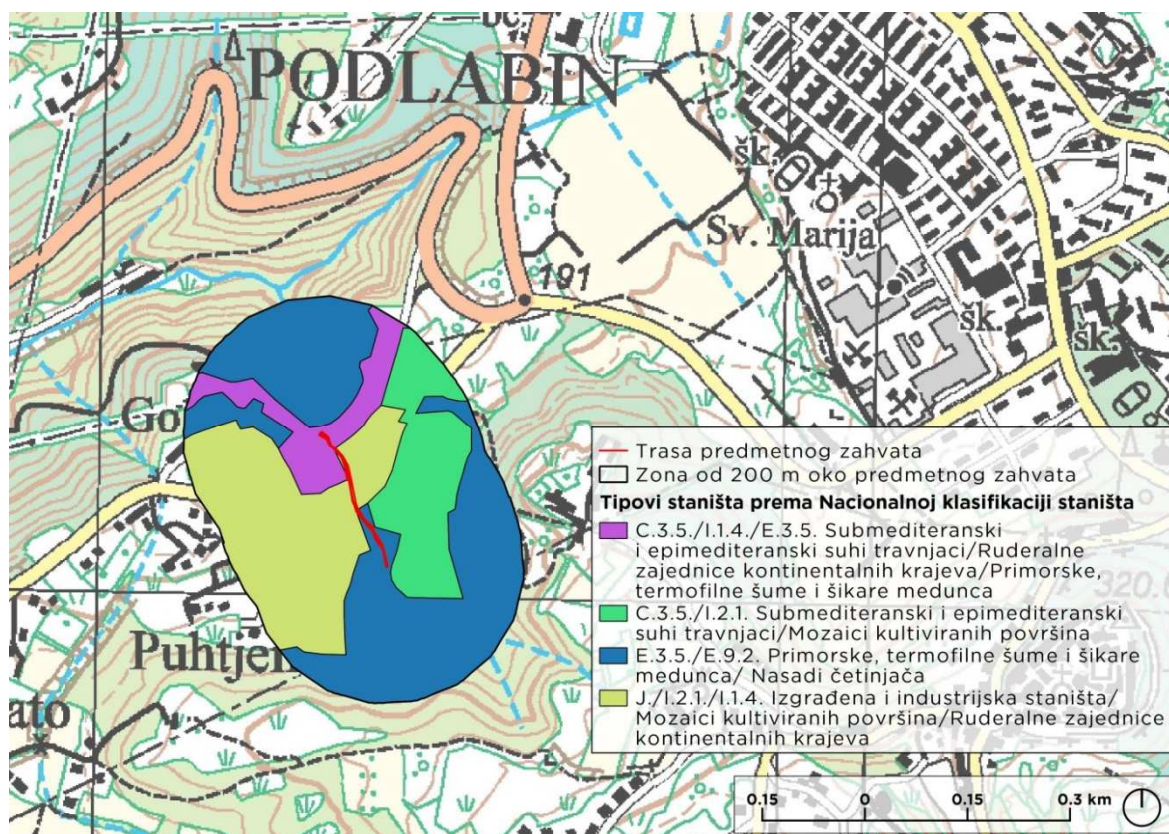 PODLABIN
šk.
Sv. Marija
191
šk.
šk.
Trasa predmetnog zahvata
Zona od 200 m oko predmetnog zahvata
Tipovi staništa prema Nacionalnoj klasifikaciji staništa
C.3.5./I.1.4./E.3.5. Submediteranski
i epimediteranski suhi travnjaci/Ruderalne
zajednice kontinentalnih krajeva/Primorske,
termofilne šume i šikare medunca
C.3.5./I.2.1. Submediteranski i epimediteranski
suhi travnjaci/Mozaici kultiviranih površina
E.3.5./E.9.2. Primorske, termofilne šume i šikare
medunca/ Nasadi četinjača
J./I.2.1./I.1.4. Izgrađena i industrijska staništa/
Mozaici kultiviranih površina/Ruderalne zajednice
kontinentalnih krajeva
320.
Puhtjen
ato
0.15 0 0.15 0.3 km